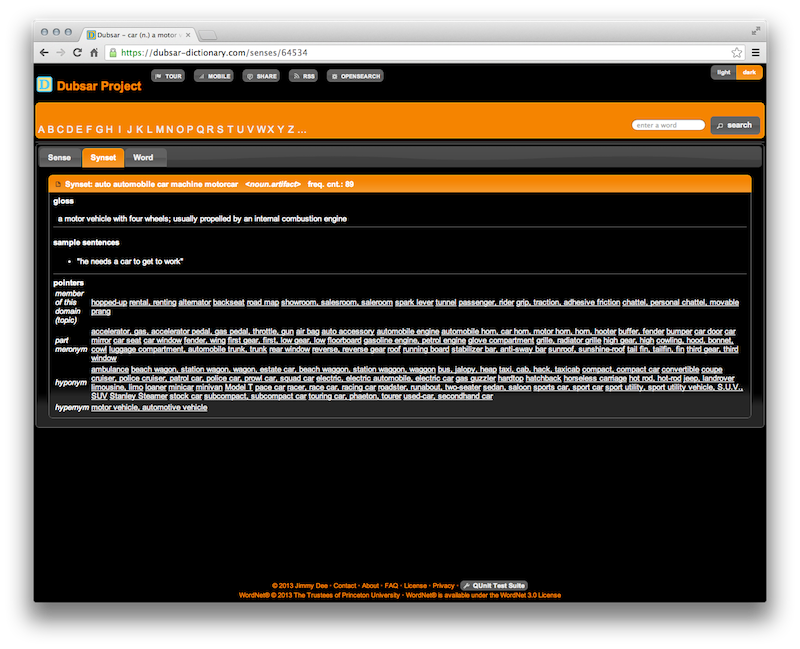 Dubsar - car (n.) a motor
https://dubsar-dictionary.com/senses/64534
D Dubsar Project
TOUR MOBILE SHARE RSS OPENSEARCH
light dark
A B C D E F G H I J K L M N O P Q R S T U V W X Y Z ...
enter a word search
Sense Synset Word
Synset: auto automobile car machine motorcar <noun.artifact> freq. cnt.: 89
gloss
a motor vehicle with four wheels; usually propelled by an internal combustion engine
sample sentences
• "he needs a car to get to work"
pointers
member of this domain (topic)
hopped-up rental, renting alternator backseat road map showroom, salesroom, saleroom spark lever tunnel passenger, rider grip, traction, adhesive friction chattel, personal chattel, movable
prang
part meronym
accelerator, gas, accelerator pedal, gas pedal, throttle, gun air bag auto accessory automobile engine automobile horn, car horn, motor horn, horn, hooter buffer, fender bumper car door car
mirror car seat car window fender, wing first gear, first, low gear, low floorboard gasoline engine, petrol engine glove compartment grille, radiator grille high gear, high cowling, hood, bonnet,
cowl luggage compartment, automobile trunk, trunk rear window reverse, reverse gear roof running board stabilizer bar, anti-sway bar sunroof, sunshine-roof tail fin, tailfin, fin third gear, third
window
hyponym
ambulance beach wagon, station wagon, wagon, estate car, beach waggon, station waggon, waggon bus, jalopy, heap taxi, cab, hack, taxicab compact, compact car convertible coupe
cruiser, police cruiser, patrol car, police car, prowl car, squad car electric, electric automobile, electric car gas guzzler hardtop hatchback horseless carriage hot rod, hot-rod jeep, landrover
limousine, limo loaner minicar minivan Model T pace car racer, race car, racing car roadster, runabout, two-seater sedan, saloon sports car, sport car sport utility, sport utility vehicle, S.U.V.,
SUV Stanley Steamer stock car subcompact, subcompact car touring car, phaeton, tourer used-car, secondhand car
hypernym motor vehicle, automotive vehicle
© 2013 Jimmy Dee · Contact · About · FAQ · License · Privacy · QUnit Test Suite
WordNet® © 2013 The Trustees of Princeton University · WordNet® is available under the WordNet 3.0 License